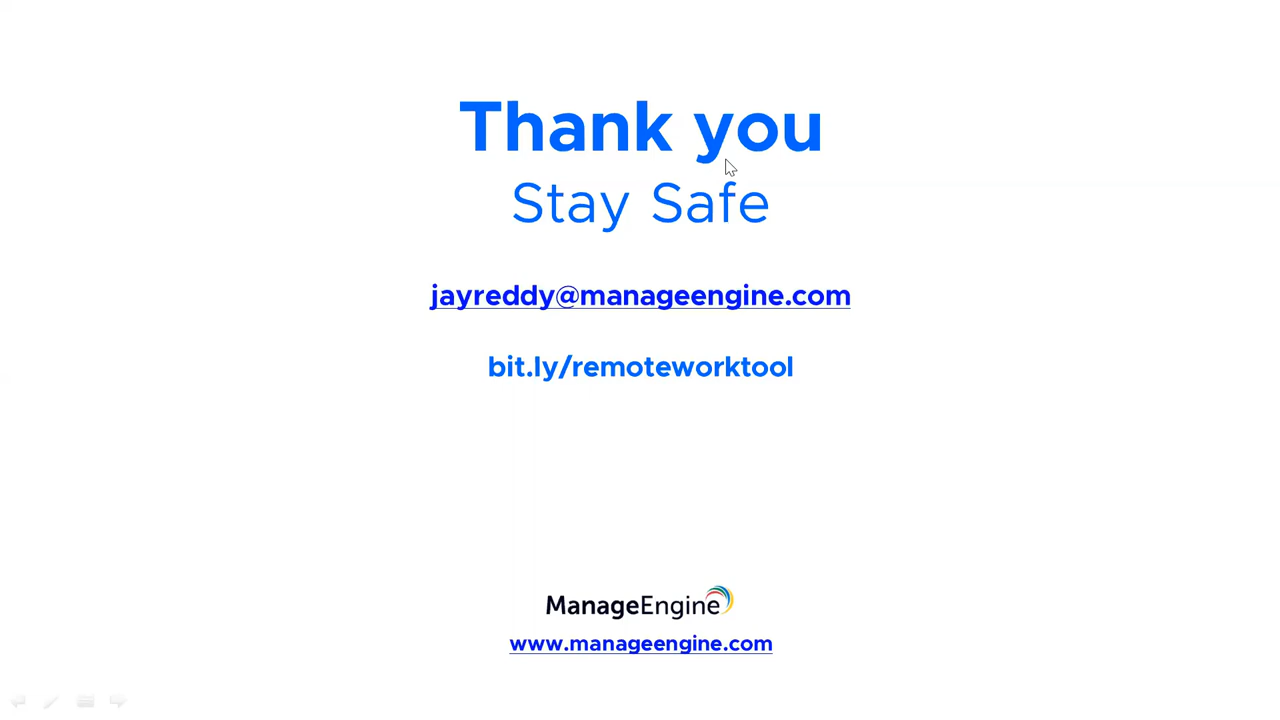 Thank you
Stay Safe
jayreddy@manageengine.com
bit.ly/remoteworktool
ManageEngine
www.manageengine.com